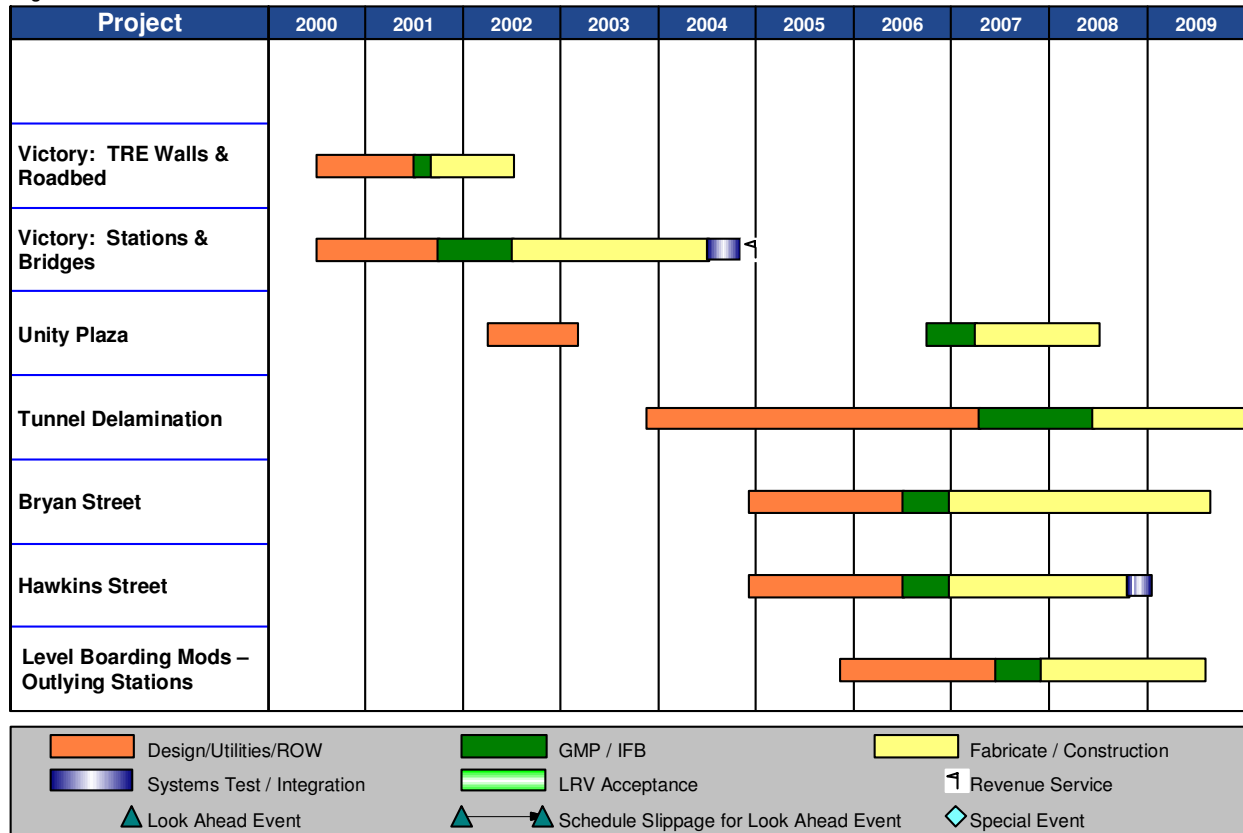 Project 2000 2001 2002 2003 2004 2005 2006 2007 2008 2009
Victory: TRE Walls &
Roadbed
Victory: Stations &
Bridges
Unity Plaza
Tunnel Delamination
Bryan Street
Hawkins Street
Level Boarding Mods –
Outlying Stations
Design/Utilities/ROW GMP / IFB Fabricate / Construction
Systems Test / Integration LRV Acceptance Revenue Service
Look Ahead Event Schedule Slippage for Look Ahead Event Special Event